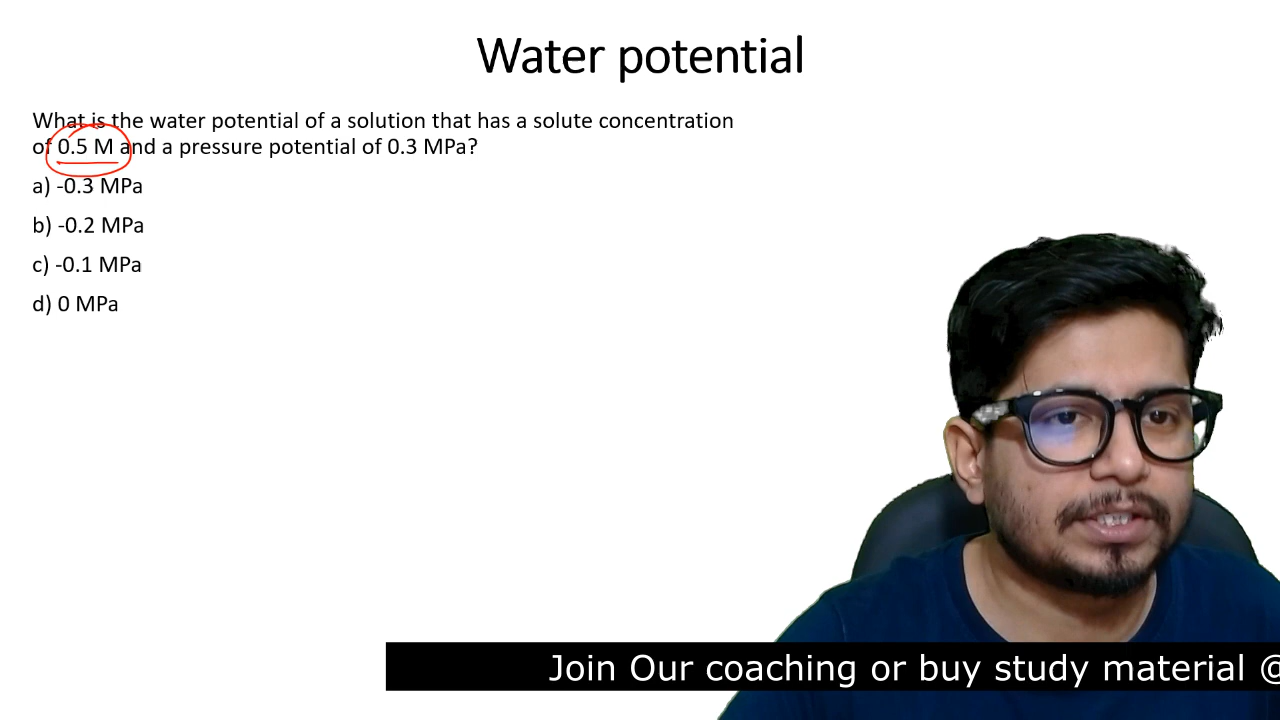 Water potential
What is the water potential of a solution that has a solute concentration
of 0.5 M and a pressure potential of 0.3 MPa?
a) -0.3 MPa
b) -0.2 MPa
c) -0.1 MPa
d) 0 MPa
Join Our coaching or buy study material @